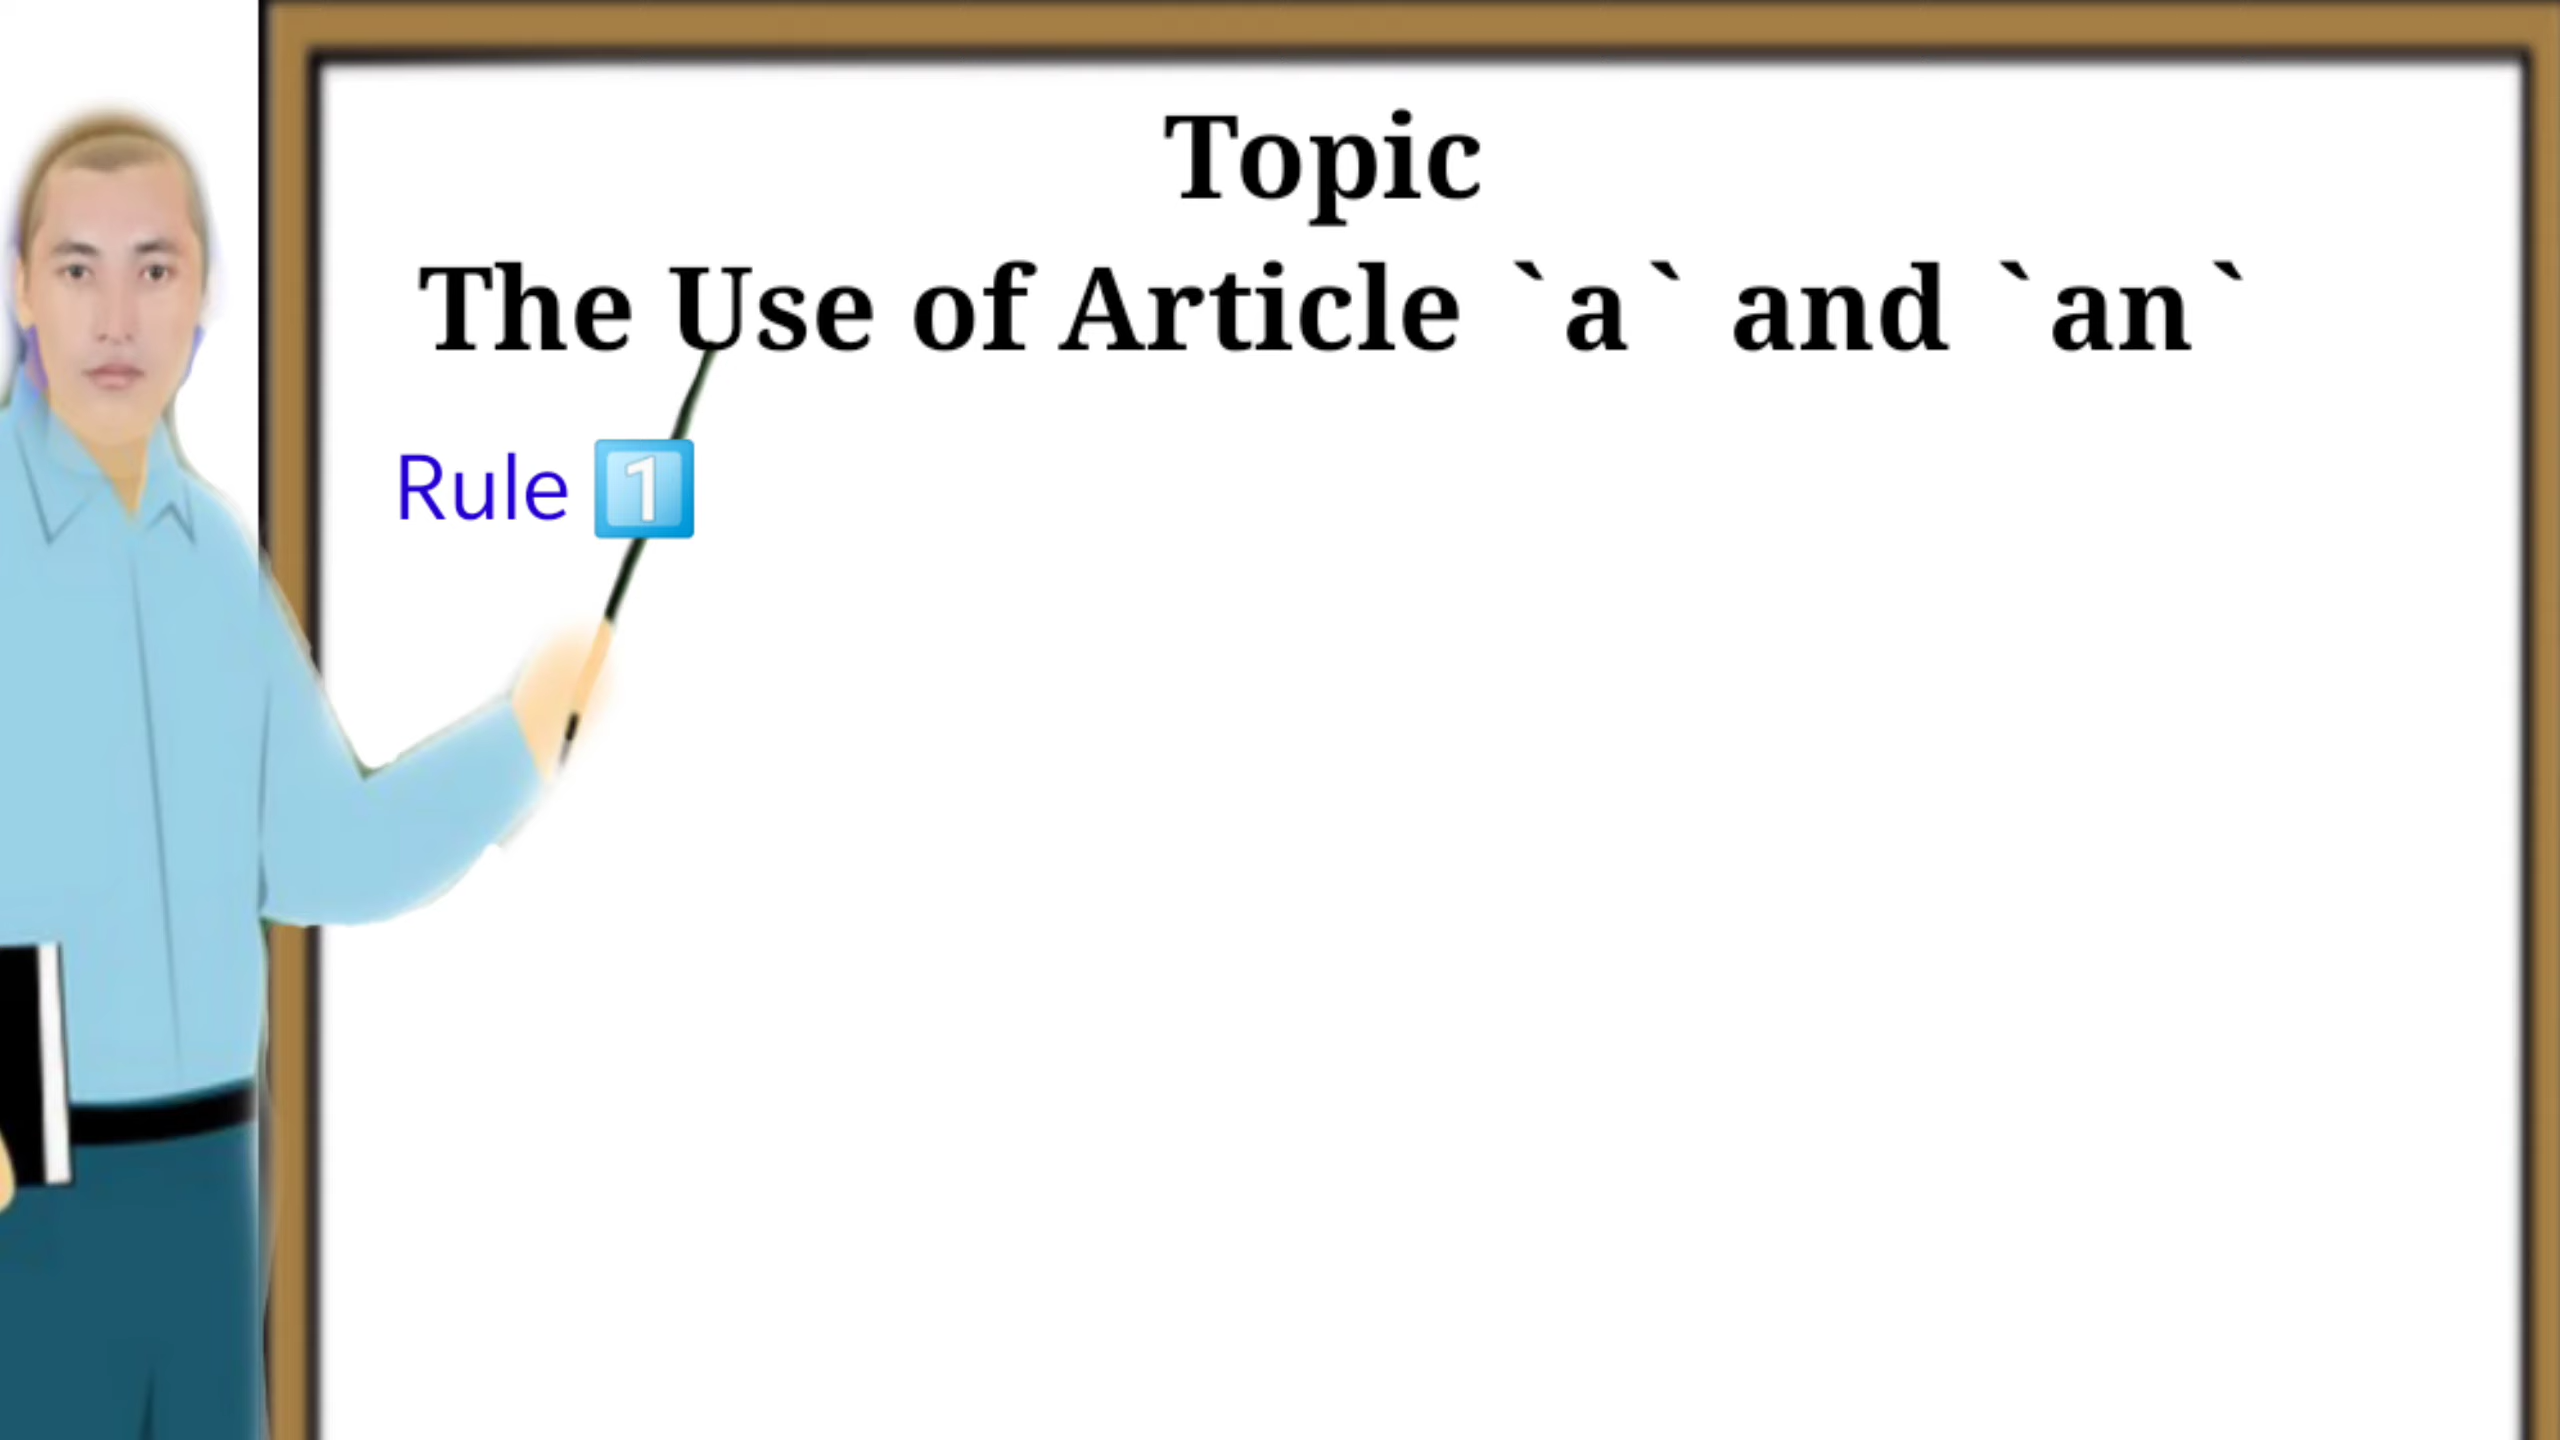 Topic
The Use of Article `a` and `an`
Rule 1️⃣